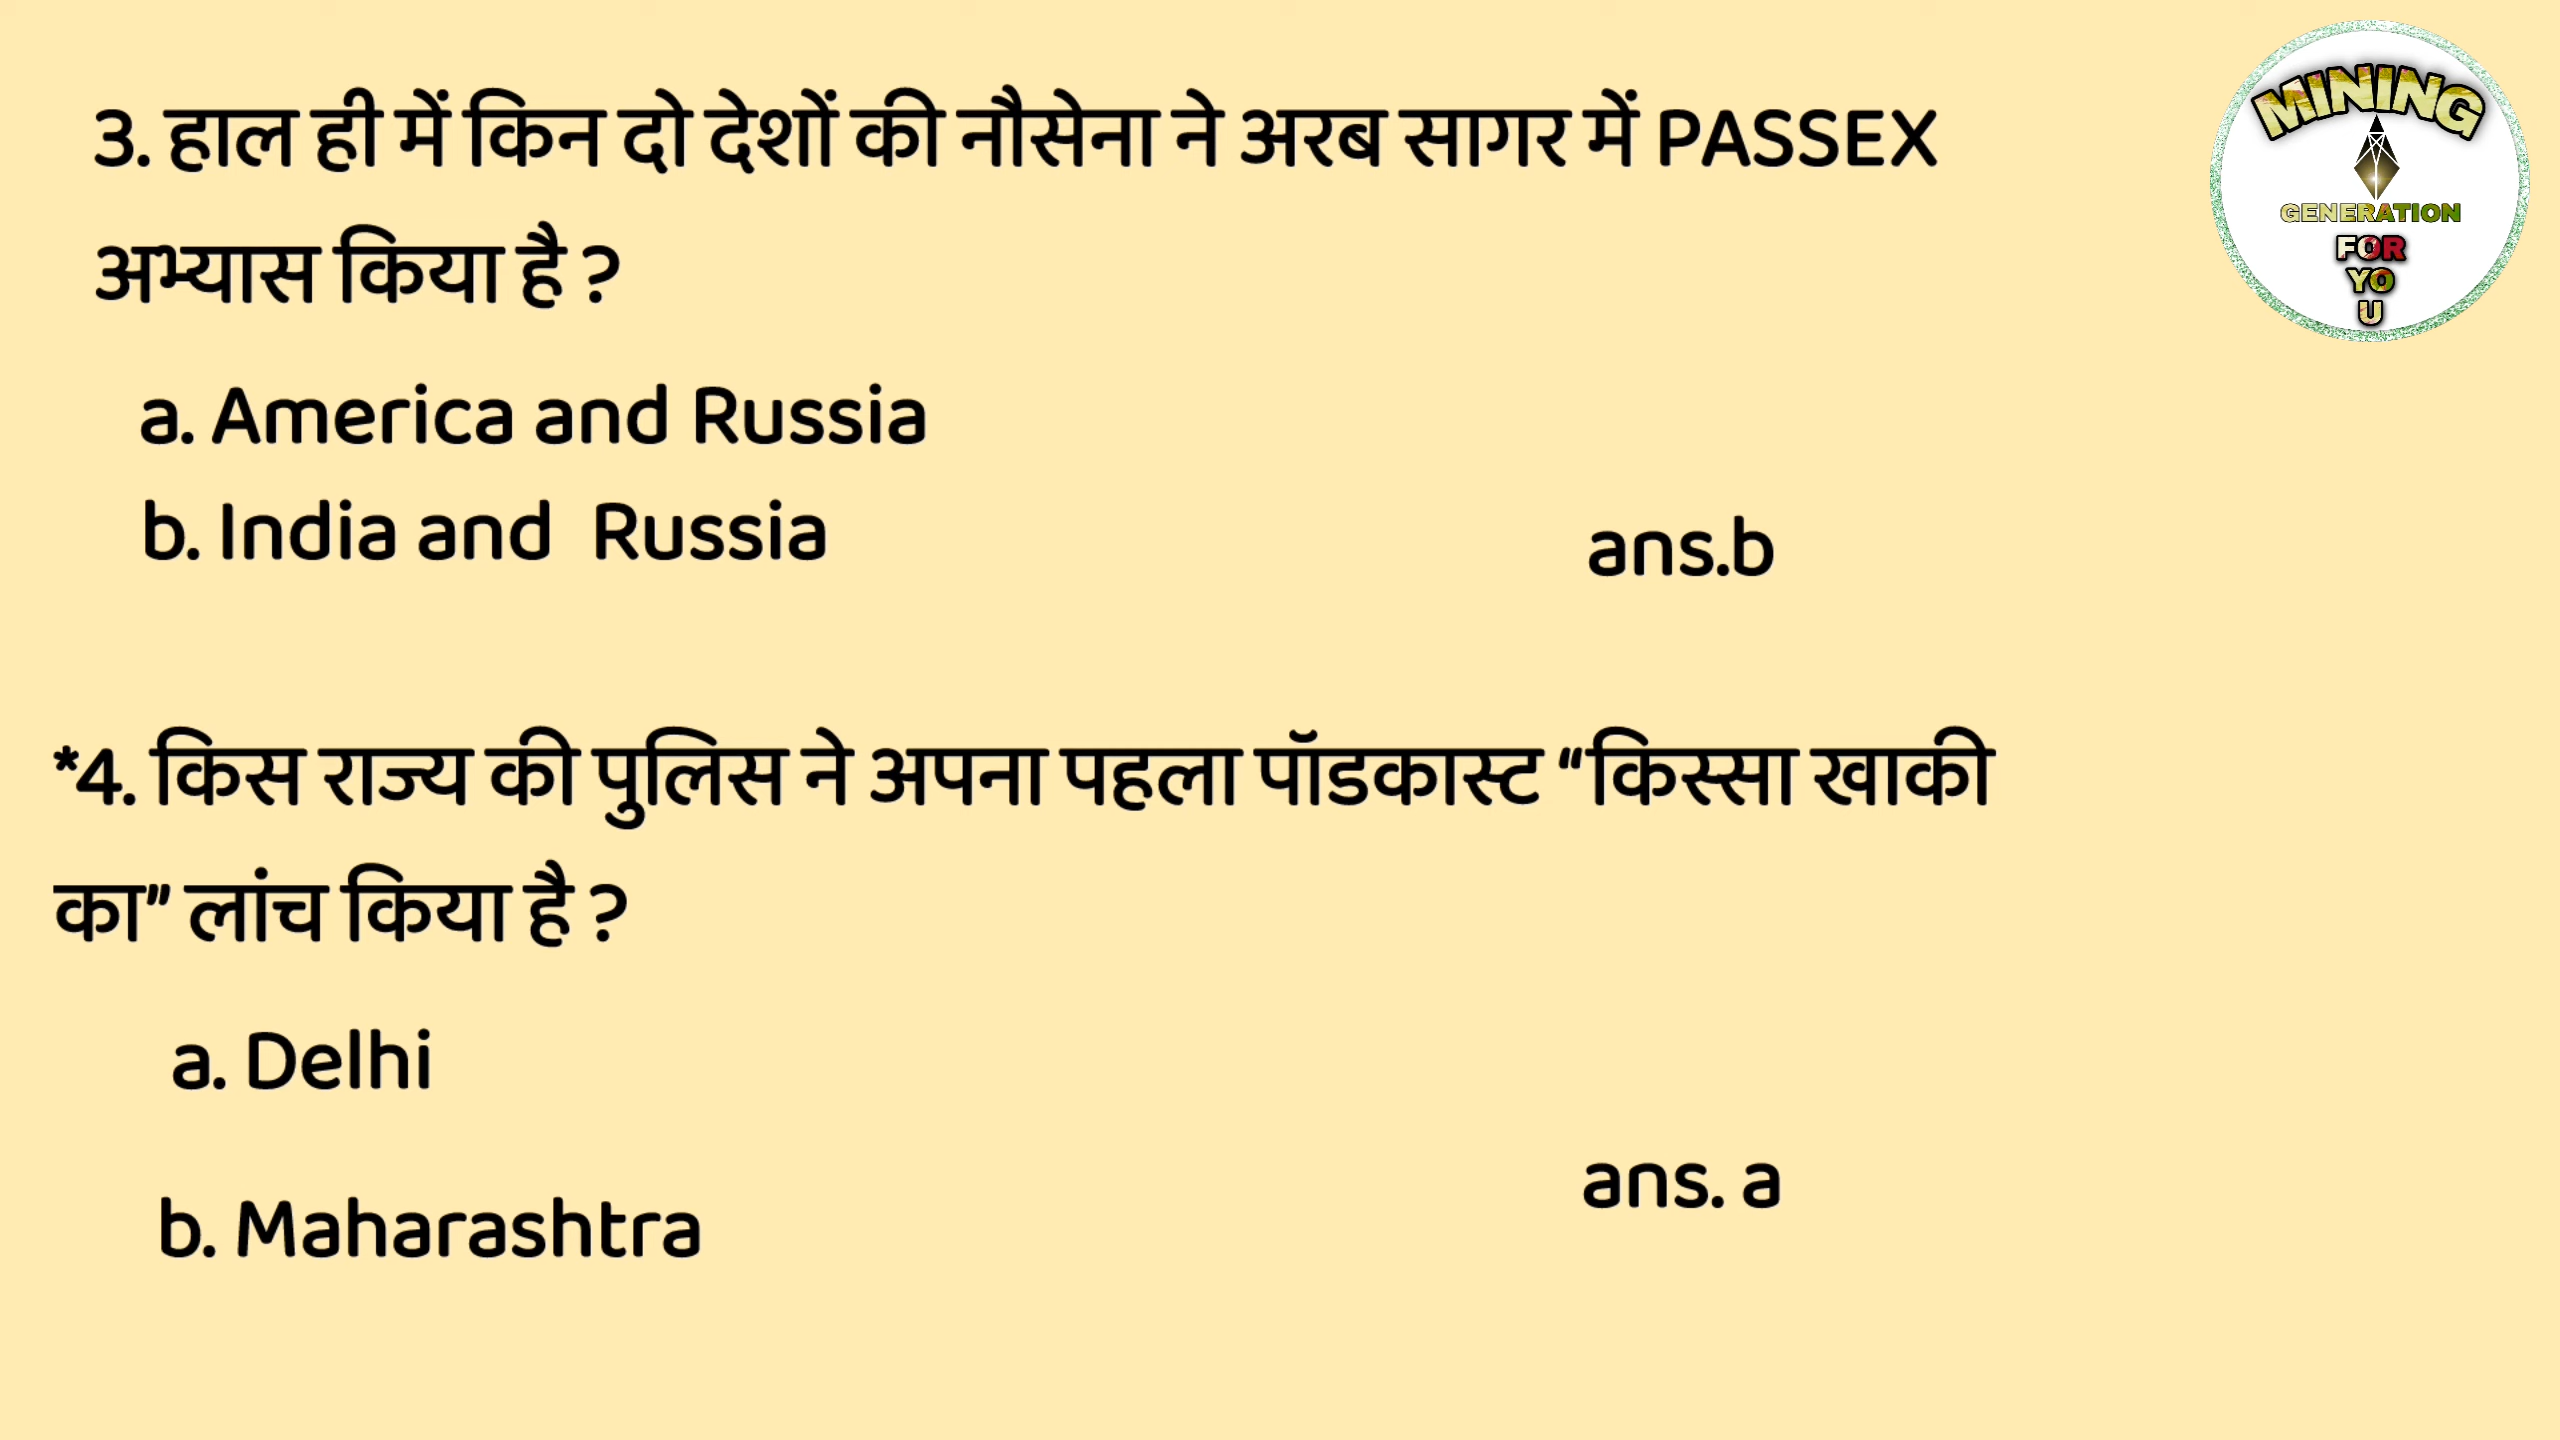 3. हाल ही में किन दो देशों की नौसेना ने अरब सागर में PASSEX
अभ्यास किया है ?
a. America and Russia
b. India and  Russia
ans.b
*4. किस राज्य की पुलिस ने अपना पहला पॉडकास्ट “किस्सा खाकी
का” लांच किया है ?
a. Delhi
b. Maharashtra
ans. a
MINING
GENERATION
FOR
YO
U